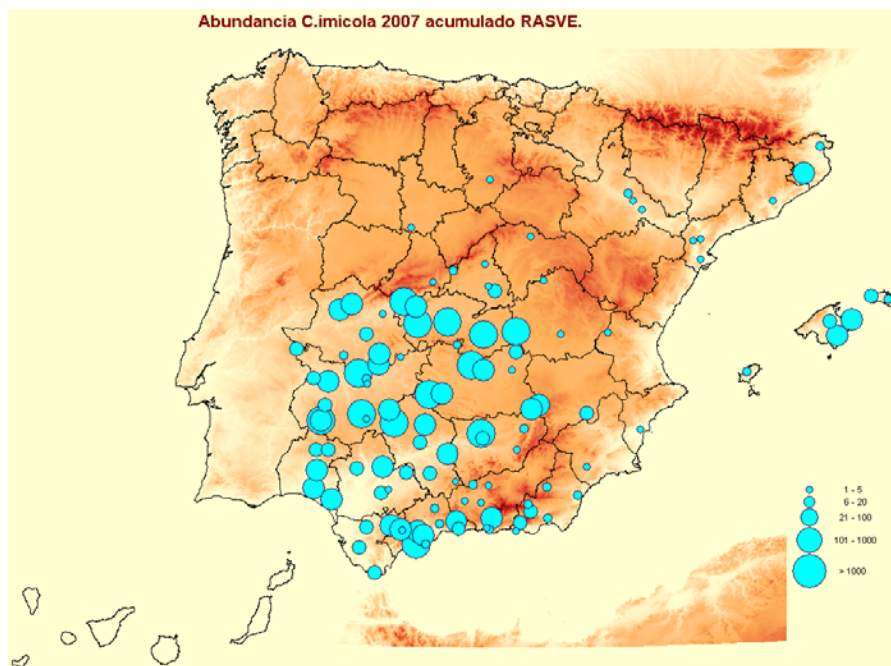 Abundancia C.imicola 2007 acumulado RASVE.
1 - 5
6 - 20
21 - 100
101 - 1000
> 1000